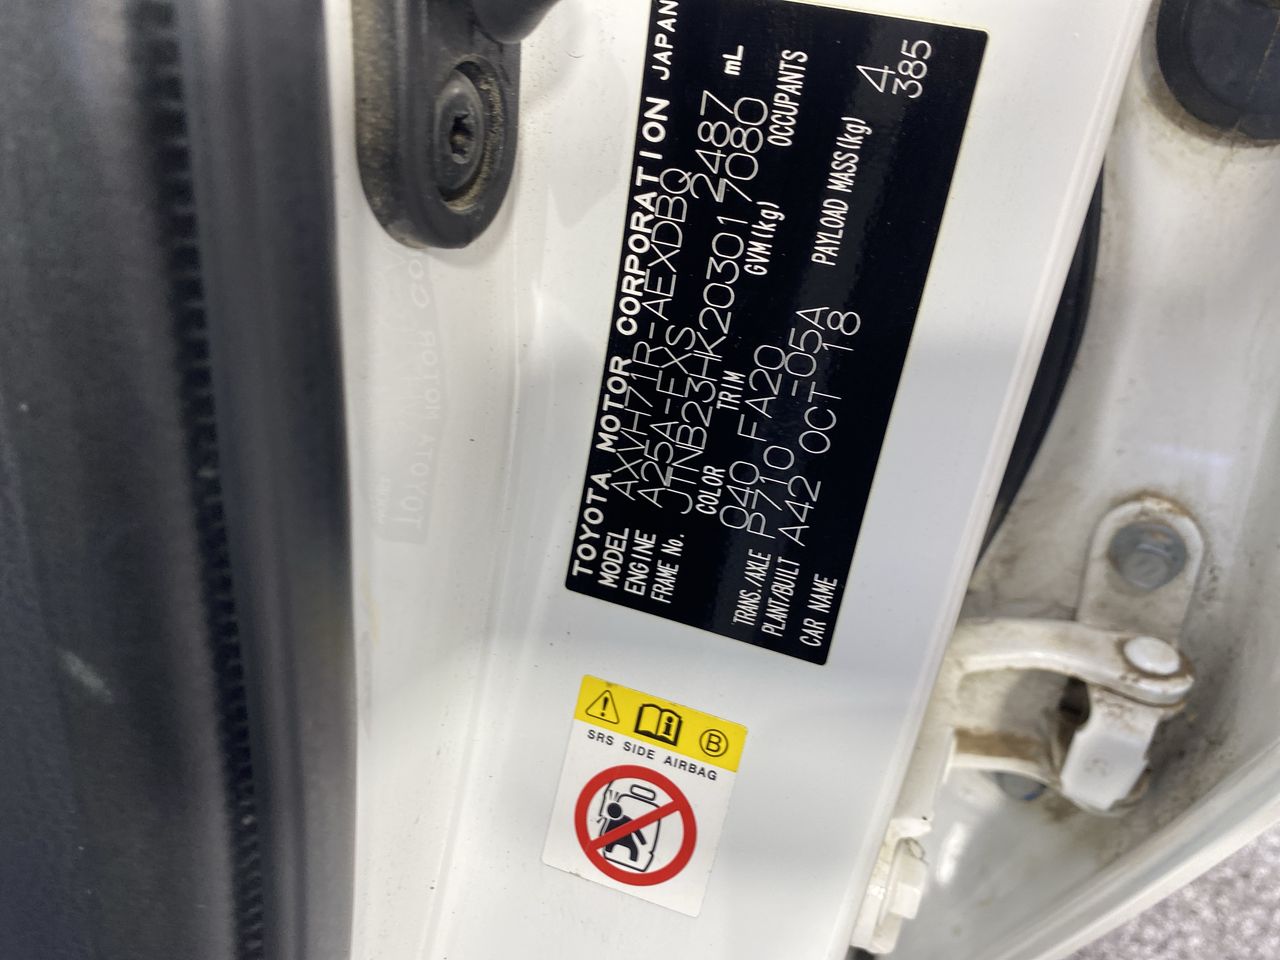 TOYOTA MOTOR CORPORATION JAPAN
MODEL AXVH71R-AEXDBQ
ENGINE A25A-FXS 2487 mL
FRAME No. JTNB23HK203017080
COLOR TRIM GVM(kg) OCCUPANTS
040 FA20 4
TRANS./AXLE P710 -05A PAYLOAD MASS(kg) 385
PLANT/BUILT A42 OCT 18
CAR NAME
B
SRS SIDE AIRBAG